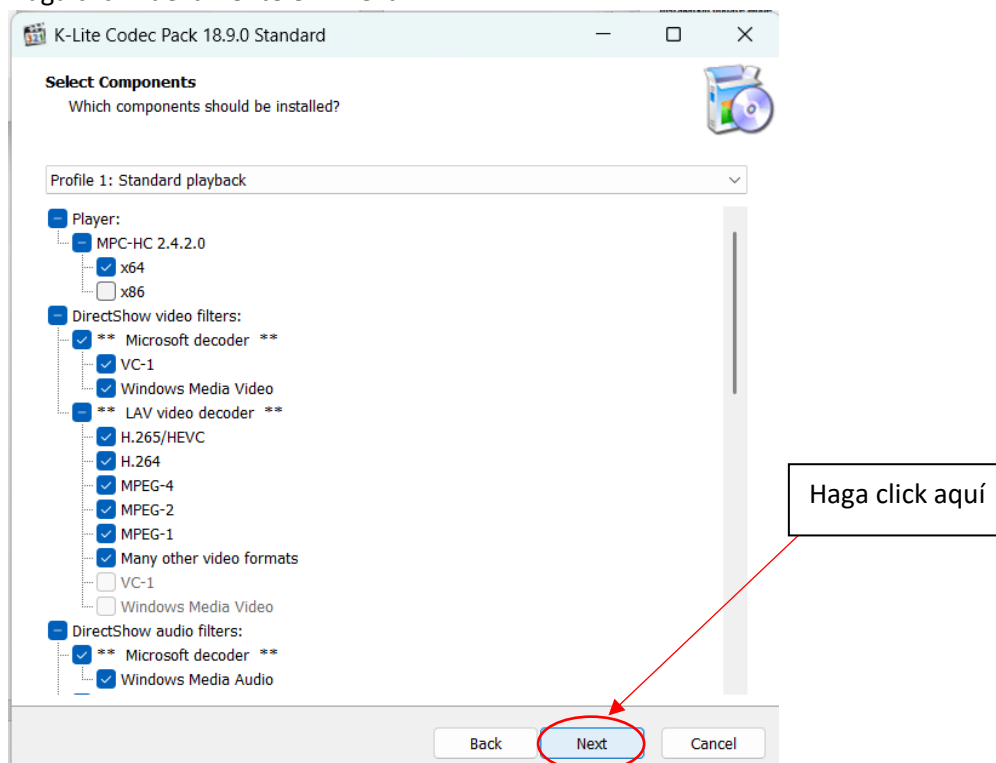 K-Lite Codec Pack 18.9.0 Standard
Select Components
Which components should be installed?
Profile 1: Standard playback
Player:
MPC-HC 2.4.2.0
x64
x86
DirectShow video filters:
** Microsoft decoder **
VC-1
Windows Media Video
** LAV video decoder **
H.265/HEVC
H.264
MPEG-4
MPEG-2
MPEG-1
Many other video formats
VC-1
Windows Media Video
DirectShow audio filters:
** Microsoft decoder **
Windows Media Audio
Haga click aquí
Back Next Cancel